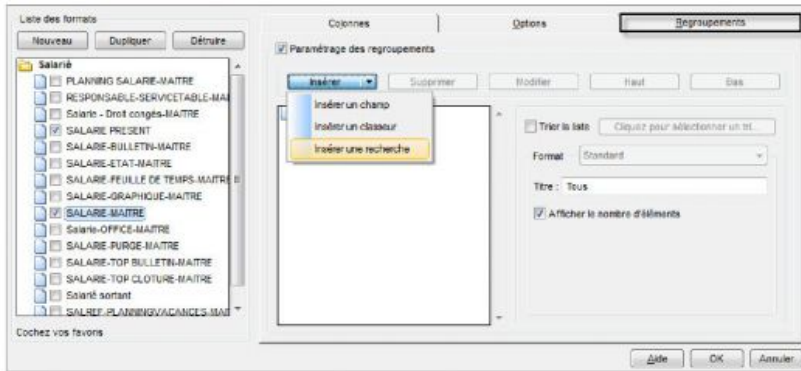 Liste des formats
Nouveau Dupliquer Détruire
Salarié
PLANNING SALARIE-MAITRE
RESPONSABLE-SERVICETABLE-MAI
Salarie - Droit congés-MAITRE
SALARIE PRESENT
SALARIE-BULLETIN-MAITRE
SALARIE-ETAT-MAITRE
SALARIE-FEUILLE DE TEMPS-MAITRE
SALARIE-GRAPHIQUE-MAITRE
SALARIE-MAITRE
Salarie-OFFICE-MAITRE
SALARIE-PURGE-MAITRE
SALARIE-TOP BULLETIN-MAITRE
SALARIE-TOP CLOTURE-MAITRE
Salarié sortant
SALREF-PLANNINGVACANCES-MAIT
Cochez vos favoris
Colonnes Options Regroupements
Paramétrage des regroupements
Insérer Supprimer Modifier Haut Bas
Insérer un champ
Insérer un classeur
Insérer une recherche
Trier la liste Cliquez pour sélectionner un tri...
Format Standard
Titre : Tous
Afficher le nombre d'éléments
Aide OK Annuler